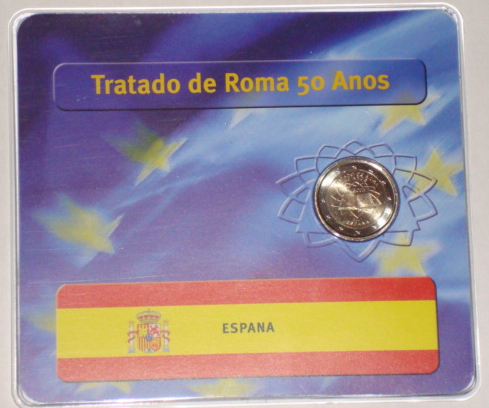 Tratado de Roma 50 Anos
ESPANA